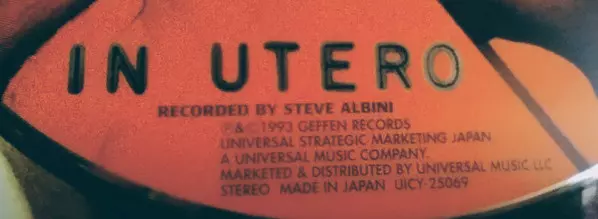 IN UTERO
RECORDED BY STEVE ALBINI
℗ & © 1993 GEFFEN RECORDS
UNIVERSAL STRATEGIC MARKETING JAPAN
A UNIVERSAL MUSIC COMPANY.
MARKETED & DISTRIBUTED BY UNIVERSAL MUSIC LLC
STEREO MADE IN JAPAN UICY-25069